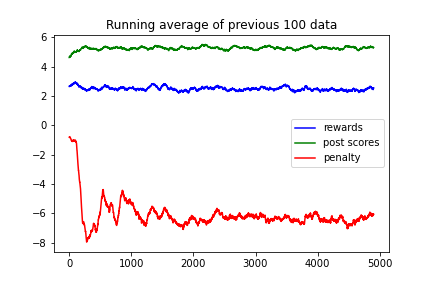 Running average of previous 100 data
6
4
2
0
−2
−4
−6
−8
rewards
post scores
penalty
0 1000 2000 3000 4000 5000